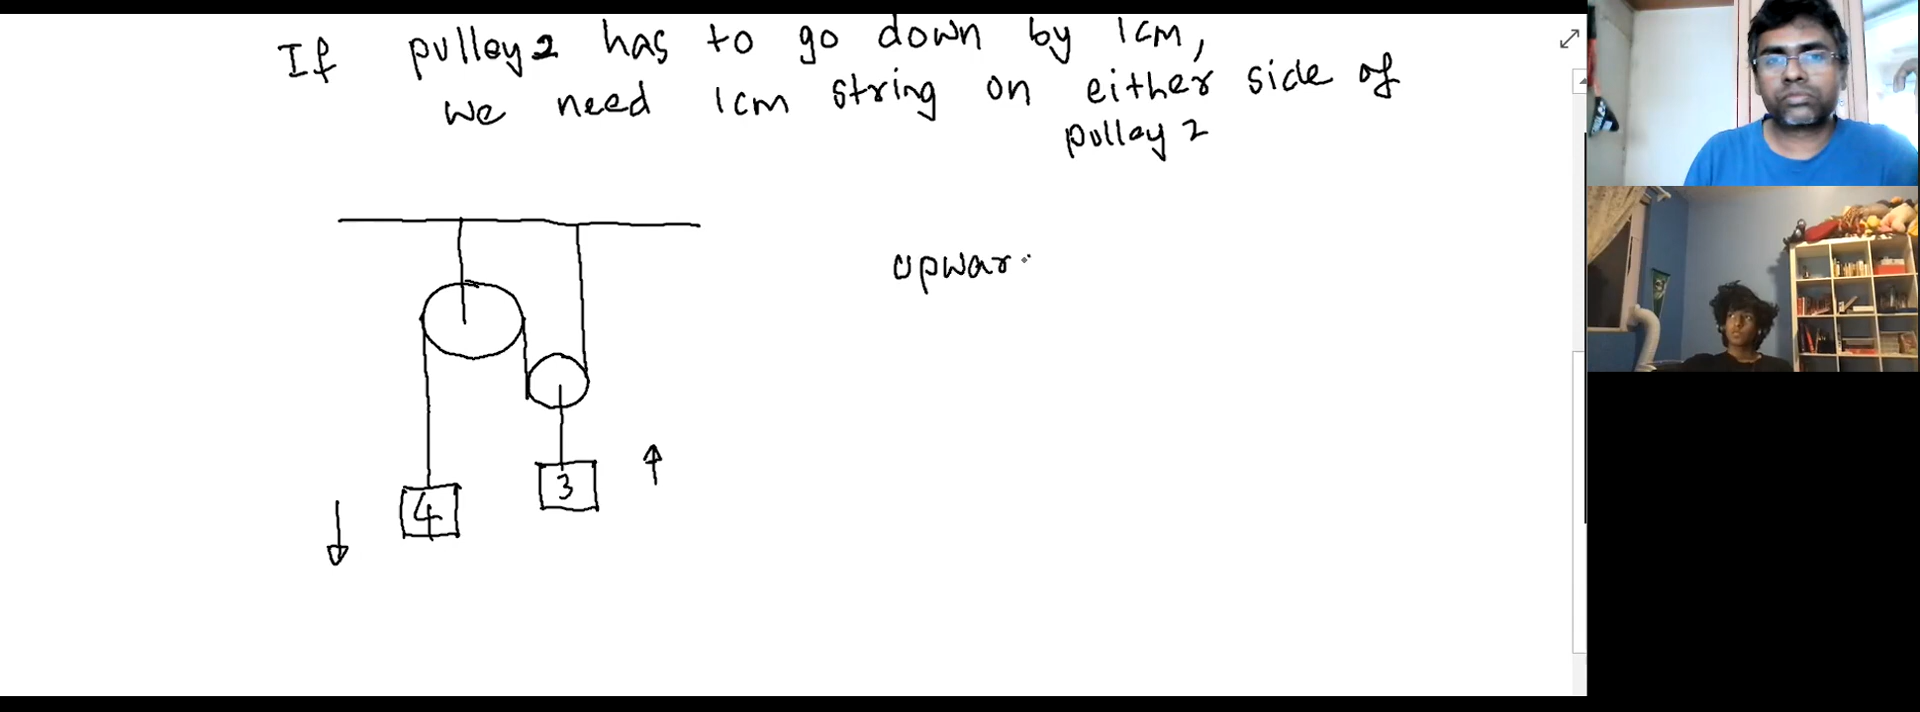 If pulley 2 has to go down by 1cm,
we need 1cm string on either side of
pulley 2
upwar
4
3